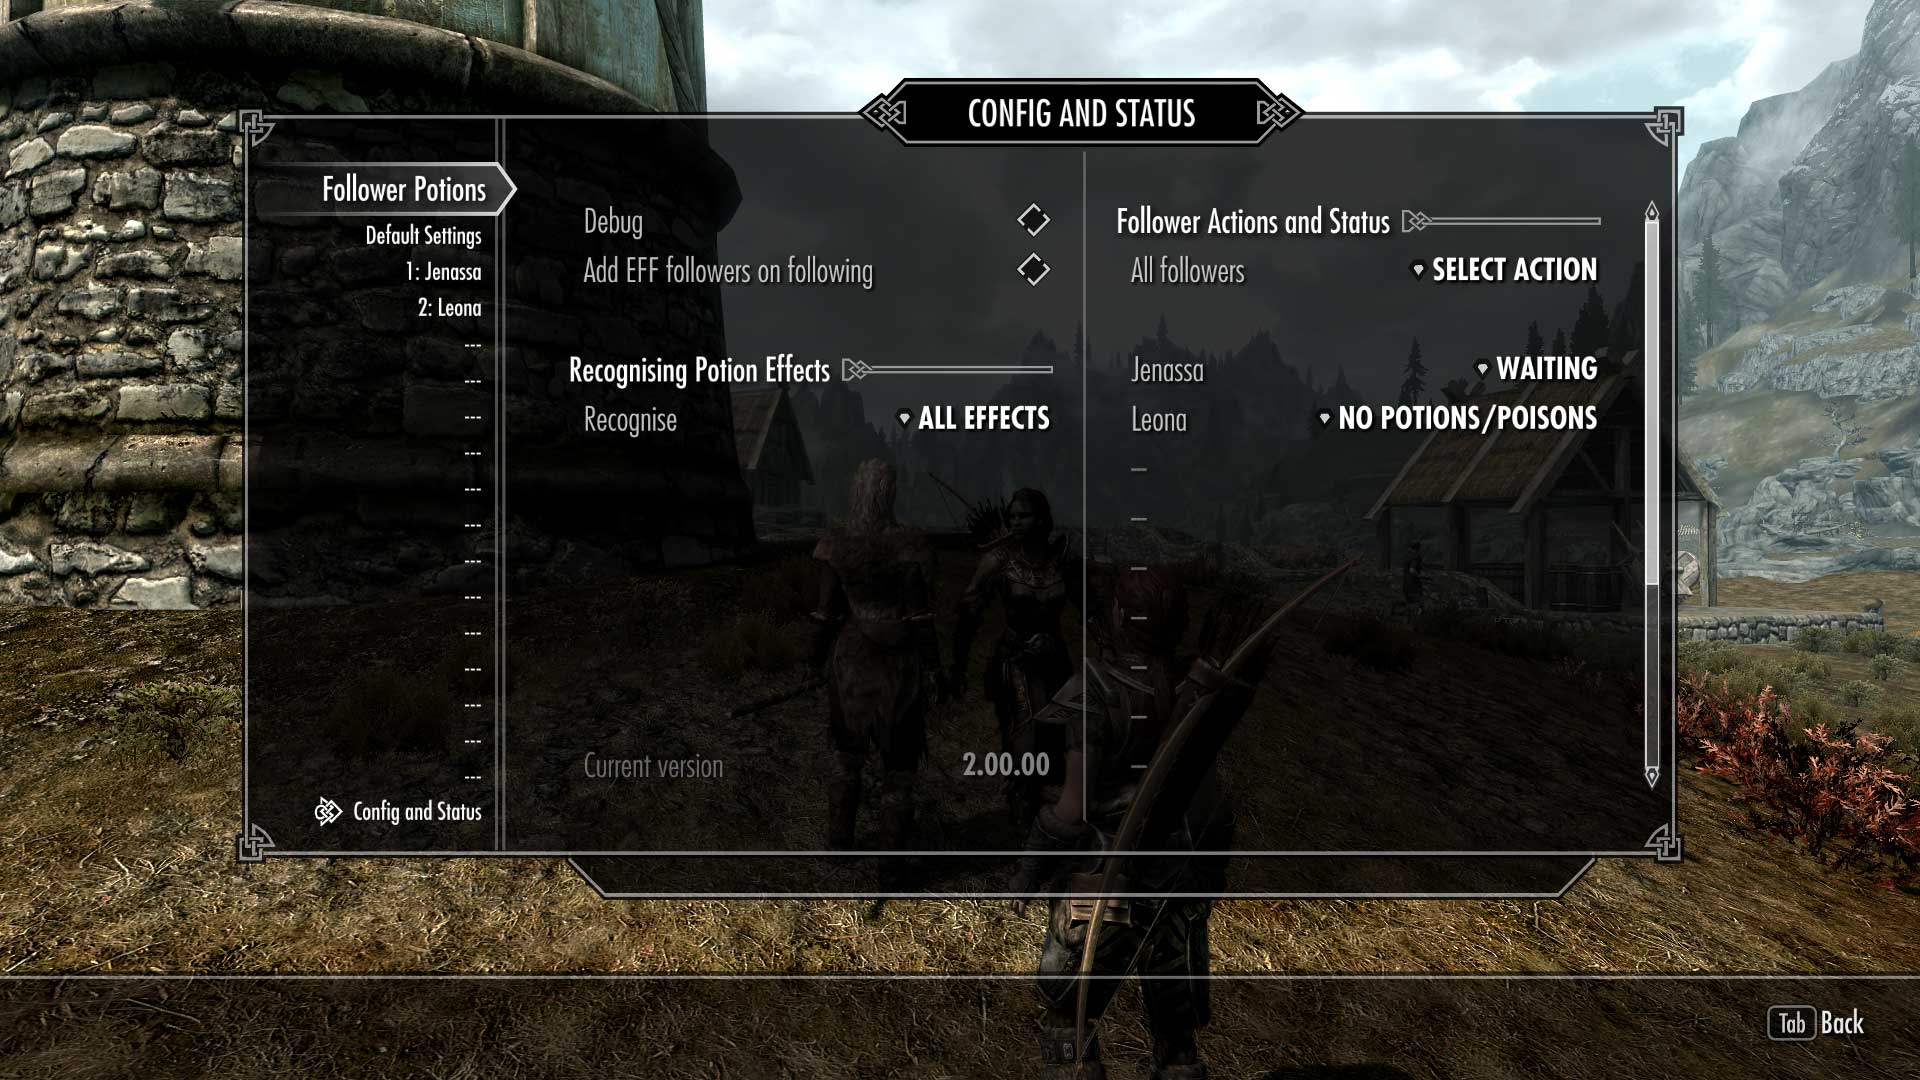 CONFIG AND STATUS
Follower Potions
Default Settings
1: Jenassa
2: Leona
---
---
---
---
---
---
---
---
---
---
---
---
---
Config and Status
Debug
Add EFF followers on following
Recognising Potion Effects
Recognise ALL EFFECTS
Current version 2.00.00
Follower Actions and Status
All followers SELECT ACTION
Jenassa WAITING
Leona NO POTIONS/POISONS
—
—
—
—
—
—
—
Tab Back